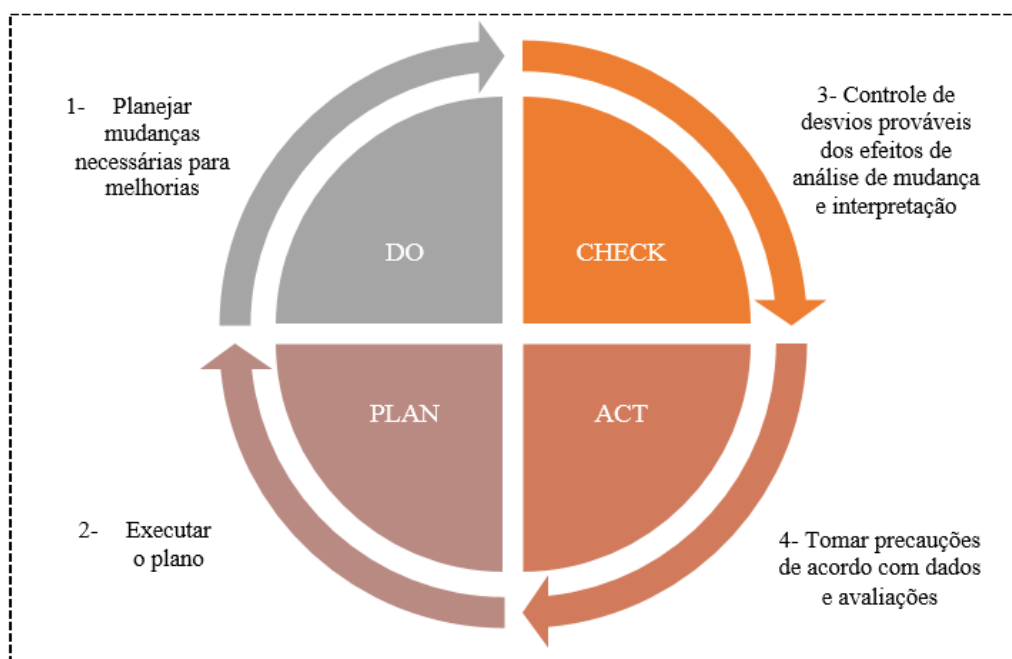 1- Planejar
mudanças
necessárias para
melhorias
3- Controle de
desvios prováveis
dos efeitos de
análise de mudança
e interpretação
DO
CHECK
PLAN
ACT
2- Executar
o plano
4- Tomar precauções
de acordo com dados
e avaliações